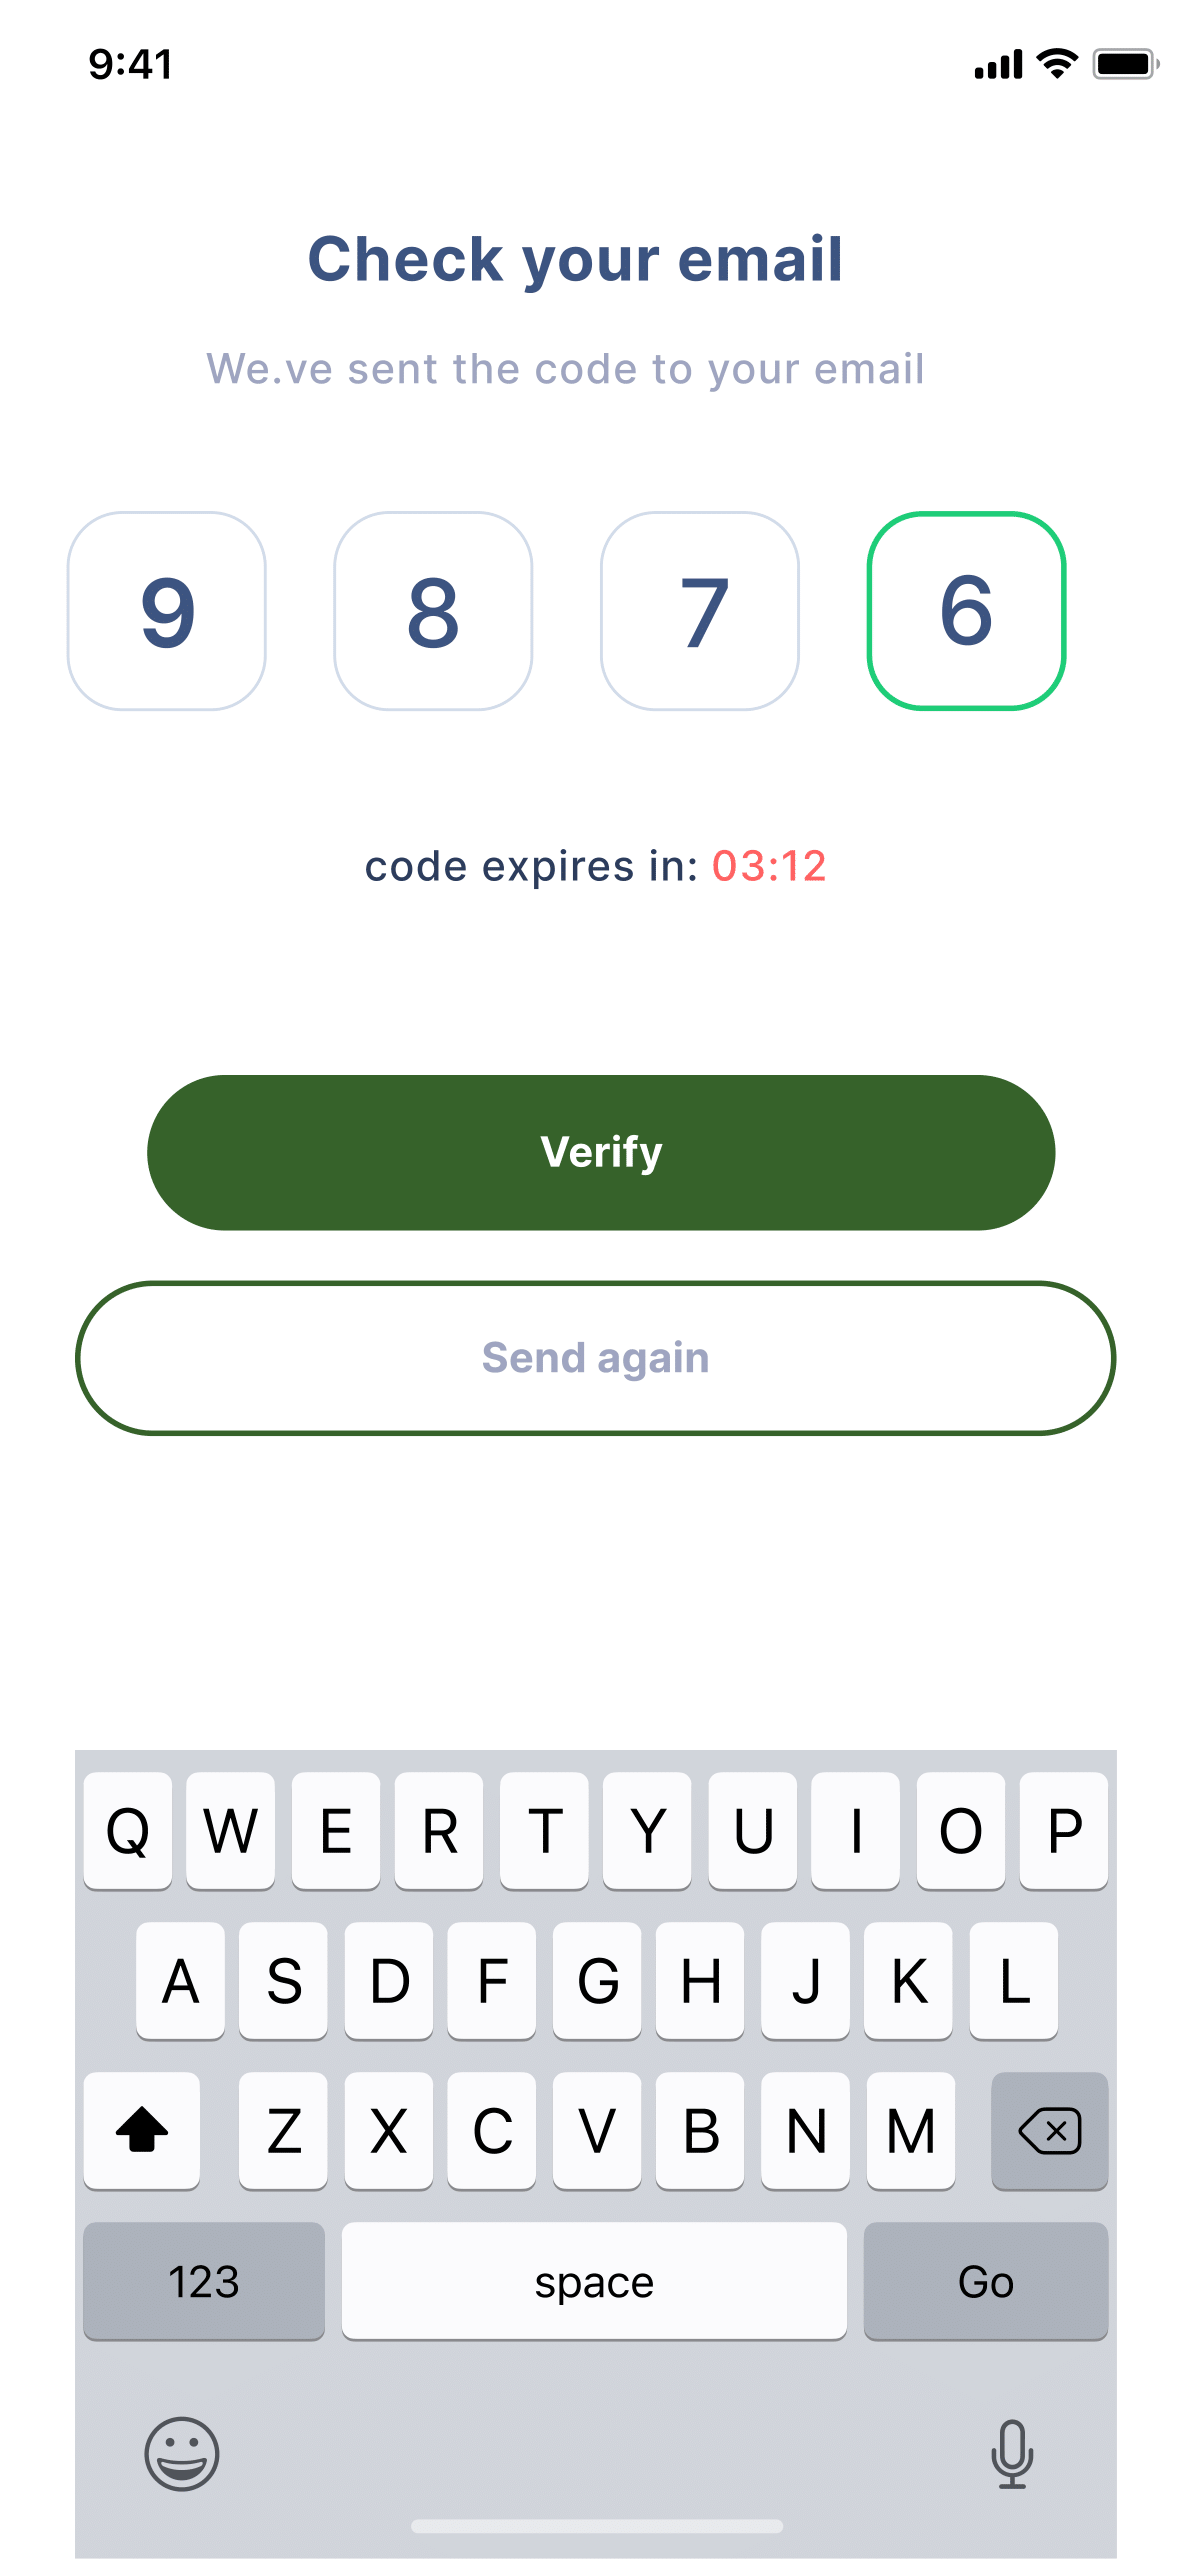 9:41
Check your email
We.ve sent the code to your email
9 8 7 6
code expires in: 03:12
Verify
Send again
Q W E R T Y U I O P
A S D F G H J K L
Z X C V B N M
123 space Go